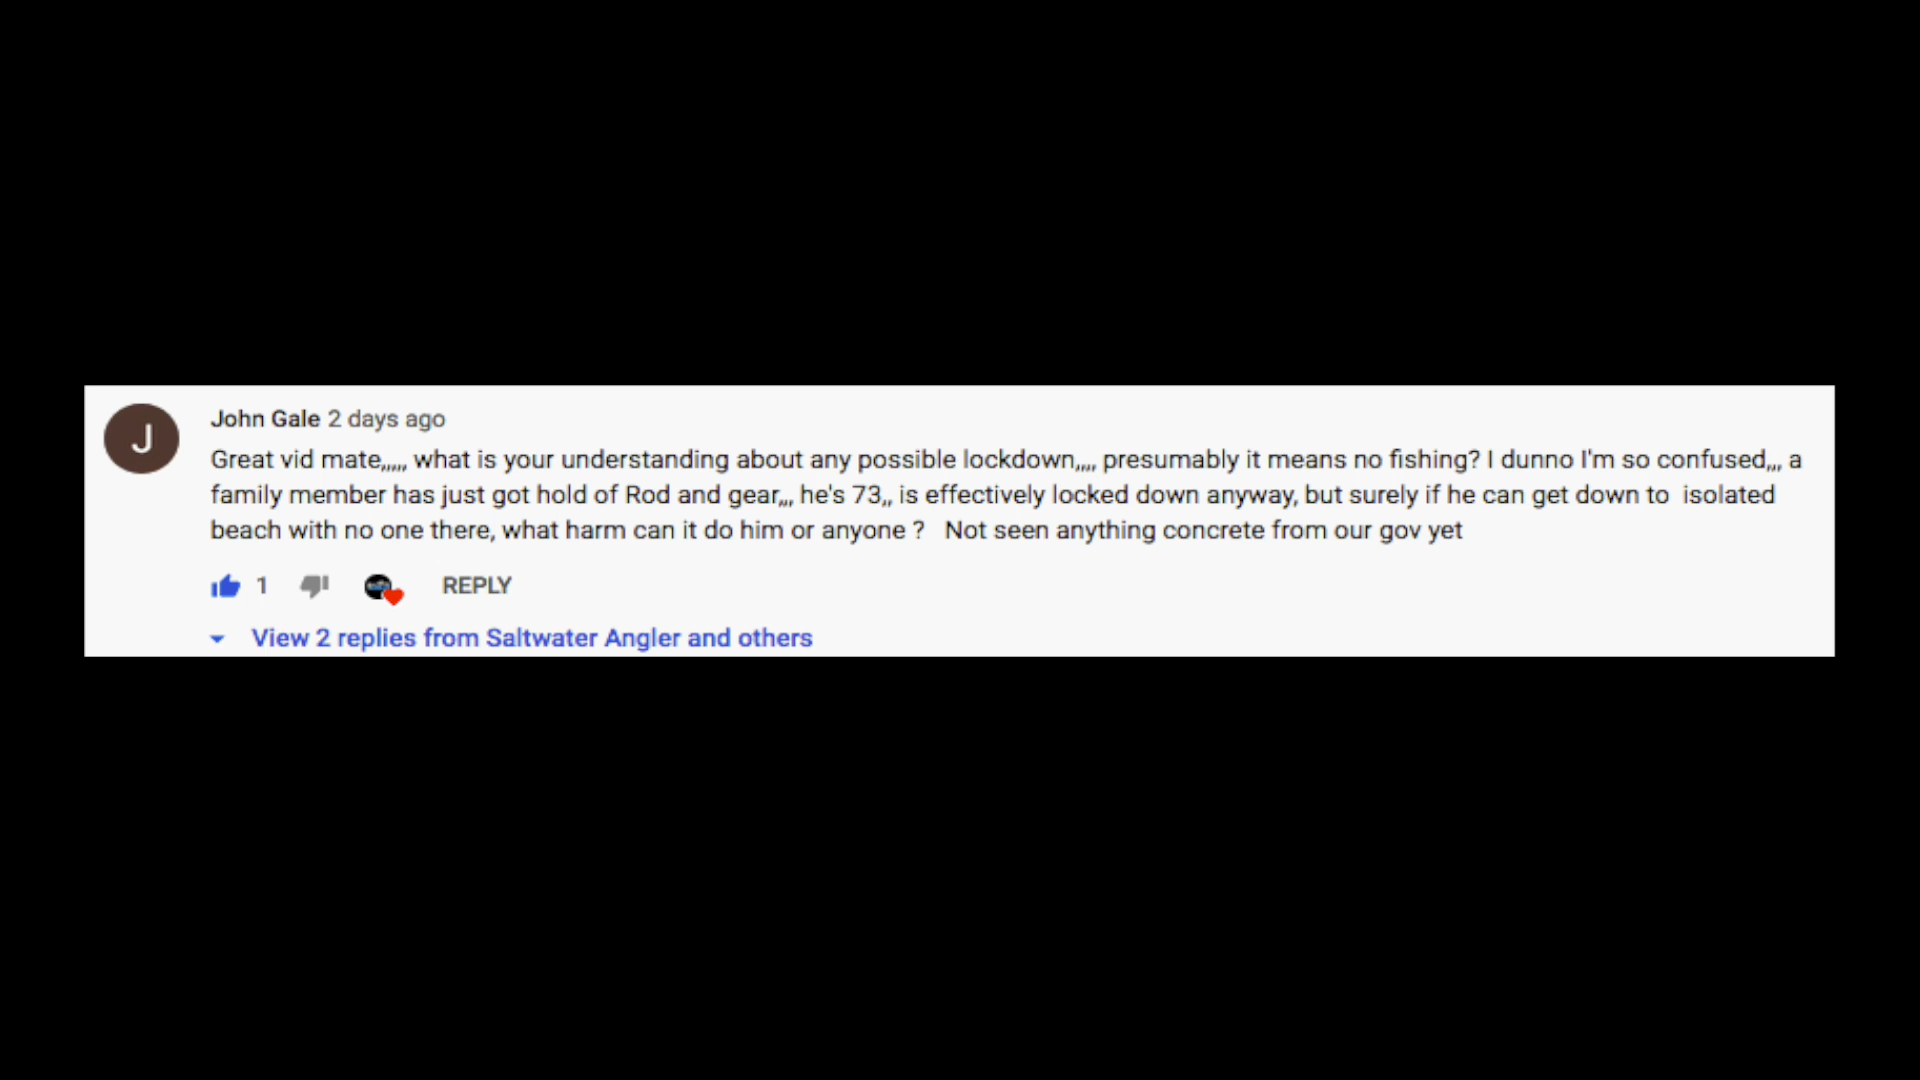 J
John Gale 2 days ago
Great vid mate,,,,, what is your understanding about any possible lockdown,,,, presumably it means no fishing? I dunno I'm so confused,,, a
family member has just got hold of Rod and gear,,, he's 73,, is effectively locked down anyway, but surely if he can get down to  isolated
beach with no one there, what harm can it do him or anyone ?   Not seen anything concrete from our gov yet
1 REPLY
View 2 replies from Saltwater Angler and others